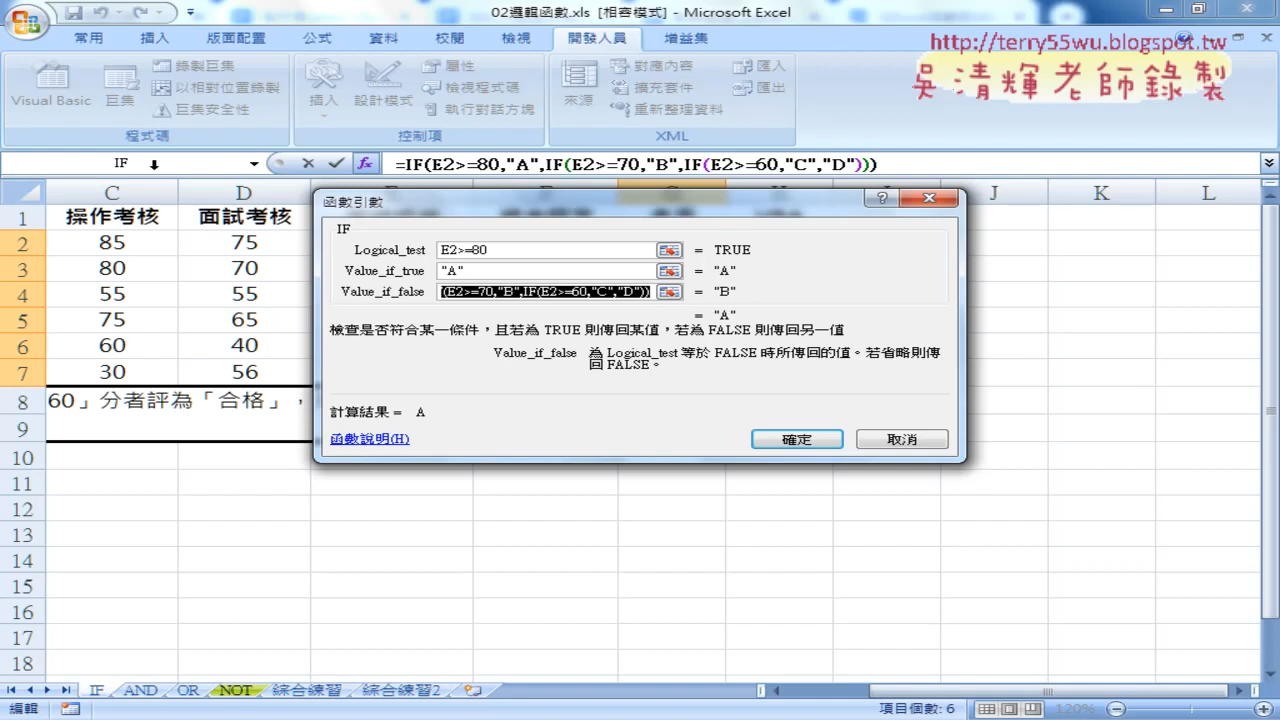 02邏輯函數.xls [相容模式] - Microsoft Excel
常用 插入 版面配置 公式 資料 校閱 檢視 開發人員 增益集
http://terry55wu.blogspot.tw
吳清輝老師錄製
Visual Basic 巨集 錄製巨集 以相對位置錄製 巨集安全性
插入 設計模式 屬性 檢視程式碼 執行對話方塊
來源 對應內容 擴充套件 重新整理資料 匯入 匯出
程式碼 控制項 XML
IF =IF(E2>=80,"A",IF(E2>=70,"B",IF(E2>=60,"C","D")))
C D J K L
1 操作考核 面試考核
2 85 75
3 80 70
4 55 55
5 75 65
6 60 40
7 30 56
8 60」分者評為「合格」，
9
10
11
12
13
14
15
16
17
18
函數引數
IF
Logical_test E2>=80 = TRUE
Value_if_true "A" = "A"
Value_if_false (E2>=70,"B",IF(E2>=60,"C","D")) = "B"
= "A"
檢查是否符合某一條件，且若為 TRUE 則傳回某值，若為 FALSE 則傳回另一值
Value_if_false 為 Logical_test 等於 FALSE 時所傳回的值。若省略則傳
回 FALSE。
計算結果 = A
函數說明(H) 確定 取消
IF AND OR NOT 綜合練習 綜合練習2
編輯 項目個數: 6 120%